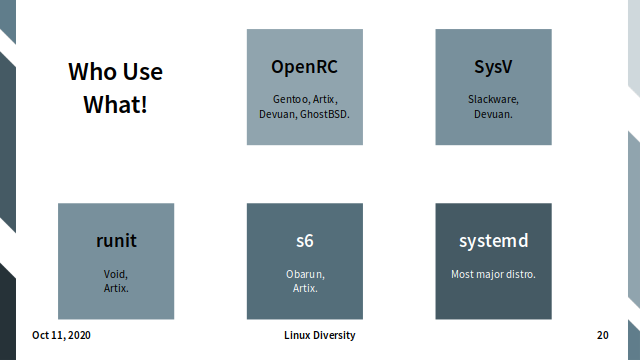 Who Use
What!
OpenRC
Gentoo, Artix,
Devuan, GhostBSD.
SysV
Slackware,
Devuan.
runit
Void,
Artix.
s6
Obarun,
Artix.
systemd
Most major distro.
Oct 11, 2020
Linux Diversity
20